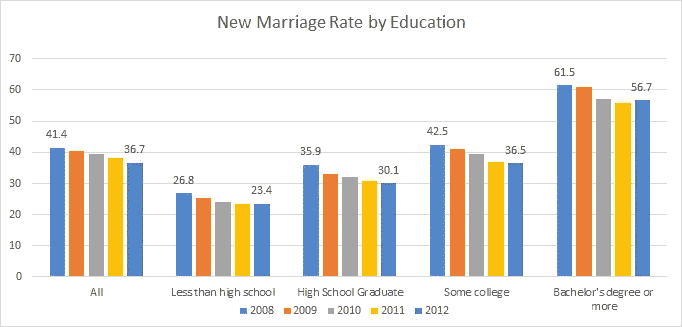 New Marriage Rate by Education
70
60
50
40
30
20
10
0
41.4
36.7
26.8
23.4
35.9
30.1
42.5
36.5
61.5
56.7
All
Less than high school
High School Graduate
Some college
Bachelor's degree or
more
2008 2009 2010 2011 2012